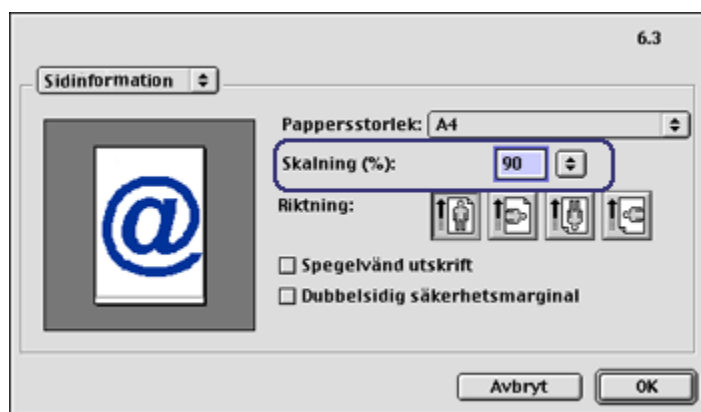 6.3
Sidinformation
Pappersstorlek: A4
Skalning (%): 90
Riktning:
@
Spegelvänd utskrift
Dubbelsidig säkerhetsmarginal
Avbryt OK